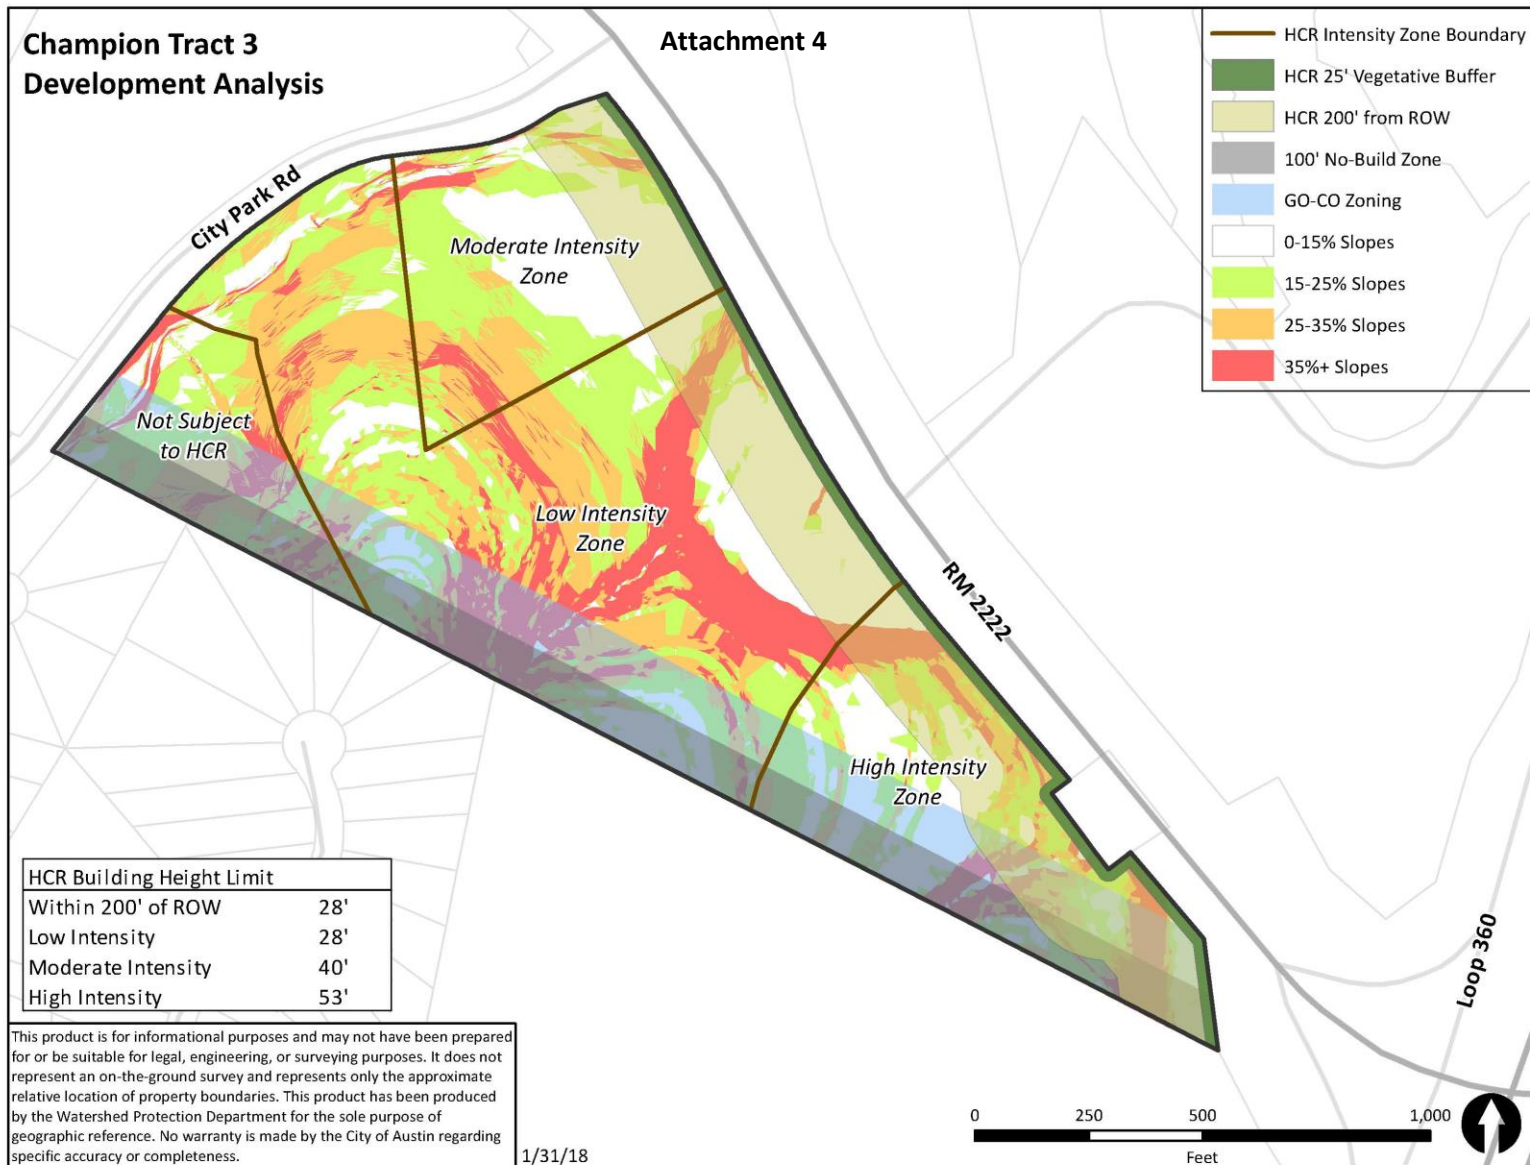 Champion Tract 3
Development Analysis
Attachment 4
HCR Intensity Zone Boundary
HCR 25' Vegetative Buffer
HCR 200' from ROW
100' No-Build Zone
GO-CO Zoning
0-15% Slopes
15-25% Slopes
25-35% Slopes
35%+ Slopes
City Park Rd
Moderate Intensity
Zone
Not Subject
to HCR
Low Intensity
Zone
RM 2222
High Intensity
Zone
Loop 360
HCR Building Height Limit
Within 200' of ROW 28'
Low Intensity 28'
Moderate Intensity 40'
High Intensity 53'
This product is for informational purposes and may not have been prepared
for or be suitable for legal, engineering, or surveying purposes. It does not
represent an on-the-ground survey and represents only the approximate
relative location of property boundaries. This product has been produced
by the Watershed Protection Department for the sole purpose of
geographic reference. No warranty is made by the City of Austin regarding
specific accuracy or completeness.
1/31/18
0 250 500 1,000
Feet